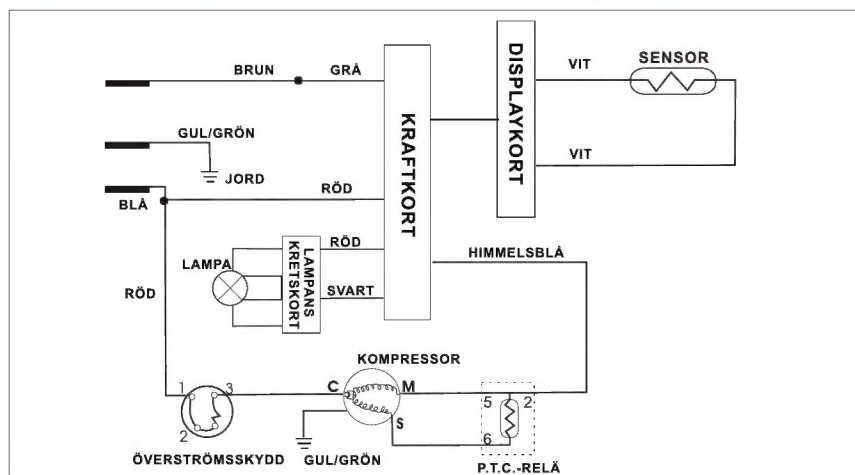 BRUN
GRÅ
GUL/GRÖN
JORD
BLÅ
RÖD
RÖD
LAMPA
LAMPANS
KRETSKORT
RÖD
SVART
KRAFTKORT
DISPLAYKORT
VIT
SENSOR
VIT
HIMMELSBLÅ
KOMPRESSOR
1
3
2
C
M
S
5
2
6
ÖVERSTRÖMSSKYDD
GUL/GRÖN
P.T.C.-RELÄ